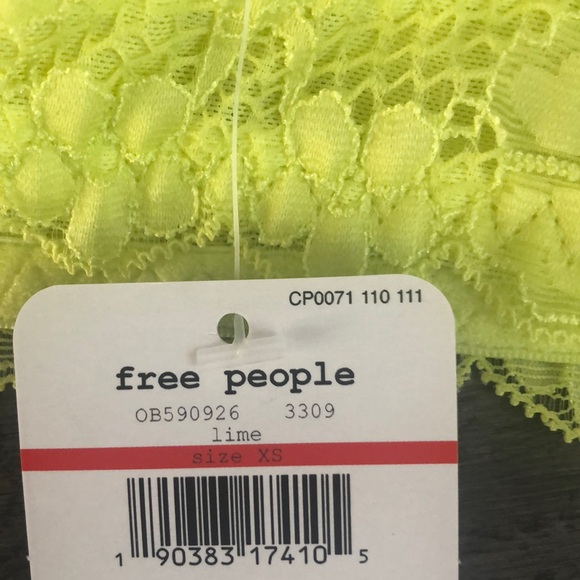 CP0071 110 111
free people
OB590926 3309
lime
size XS
1 90383 17410 5